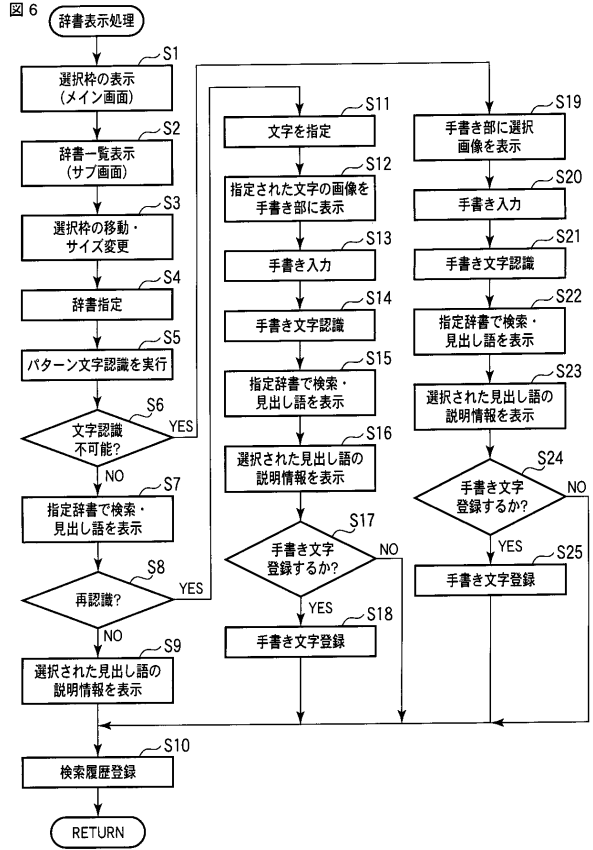 図 6
辞書表示処理
S1
選択枠の表示
(メイン画面)
S2
辞書一覧表示
(サブ画面)
S3
選択枠の移動・
サイズ変更
S4
辞書指定
S5
パターン文字認識を実行
S6
文字認識
不可能?
YES
NO
S7
指定辞書で検索・
見出し語を表示
S8
再認識?
YES
NO
S9
選択された見出し語の
説明情報を表示
S10
検索履歴登録
RETURN
S11
文字を指定
S12
指定された文字の画像を
手書き部に表示
S13
手書き入力
S14
手書き文字認識
S15
指定辞書で検索・
見出し語を表示
S16
選択された見出し語の
説明情報を表示
S17
手書き文字
登録するか?
NO
YES
S18
手書き文字登録
S19
手書き部に選択
画像を表示
S20
手書き入力
S21
手書き文字認識
S22
指定辞書で検索・
見出し語を表示
S23
選択された見出し語の
説明情報を表示
S24
手書き文字
登録するか?
NO
YES
S25
手書き文字登録